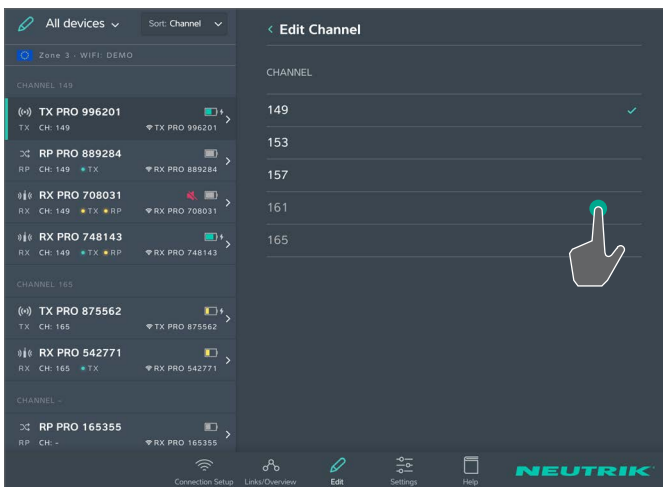 All devices
Sort: Channel
Zone 3 - WIFI: DEMO
CHANNEL 149
TX PRO 996201
TX CH: 149 TX PRO 996201
RP PRO 889284
RP CH: 149 TX RX PRO 889284
RX PRO 708031
RX CH: 149 TX RP RX PRO 708031
RX PRO 748143
RX CH: 149 TX RP RX PRO 748143
CHANNEL 165
TX PRO 875562
TX CH: 165 TX PRO 875562
RX PRO 542771
RX CH: 165 TX RX PRO 542771
CHANNEL -
RP PRO 165355
RP CH: - RX PRO 165355
Edit Channel
CHANNEL
149
153
157
161
165
Connection Setup Links/Overview Edit Settings Help
NEUTRIK